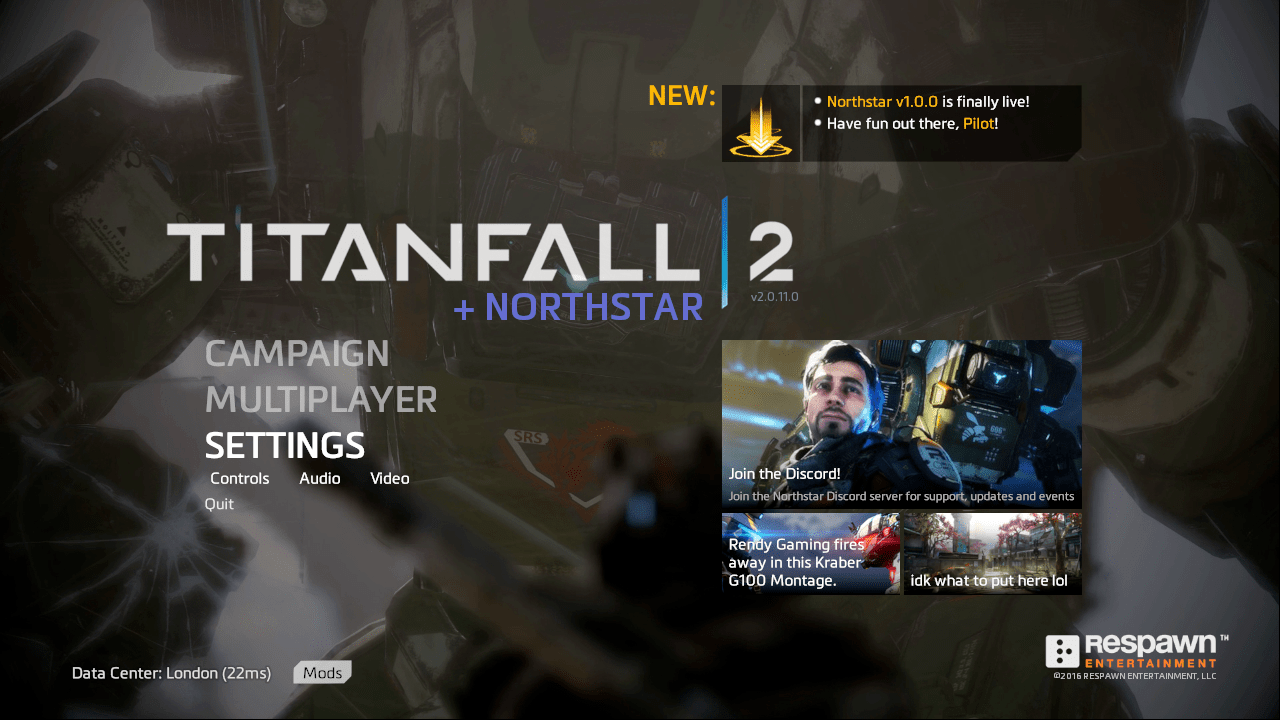 NEW:
Northstar v1.0.0 is finally live!
Have fun out there, Pilot!
TITANFALL 2
+ NORTHSTAR
v2.0.11.0
CAMPAIGN
MULTIPLAYER
SETTINGS
Controls Audio Video
Quit
SRS
Join the Discord!
Join the Northstar Discord server for support, updates and events
Rendy Gaming fires
away in this Kraber
G100 Montage.
idk what to put here lol
Data Center: London (22ms)
Mods
RESPAWN™
ENTERTAINMENT
©2016 RESPAWN ENTERTAINMENT, LLC